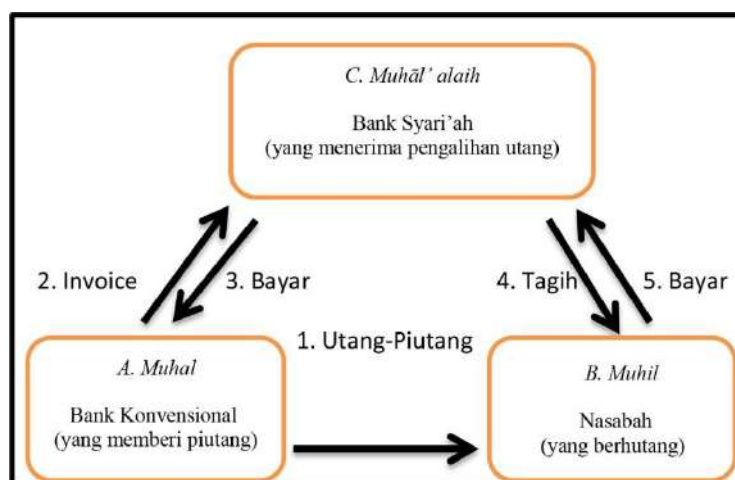 C. Muhāl’ alaih
Bank Syari’ah
(yang menerima pengalihan utang)
2. Invoice
3. Bayar
4. Tagih
5. Bayar
1. Utang-Piutang
A. Muhal
Bank Konvensional
(yang memberi piutang)
B. Muhil
Nasabah
(yang berhutang)